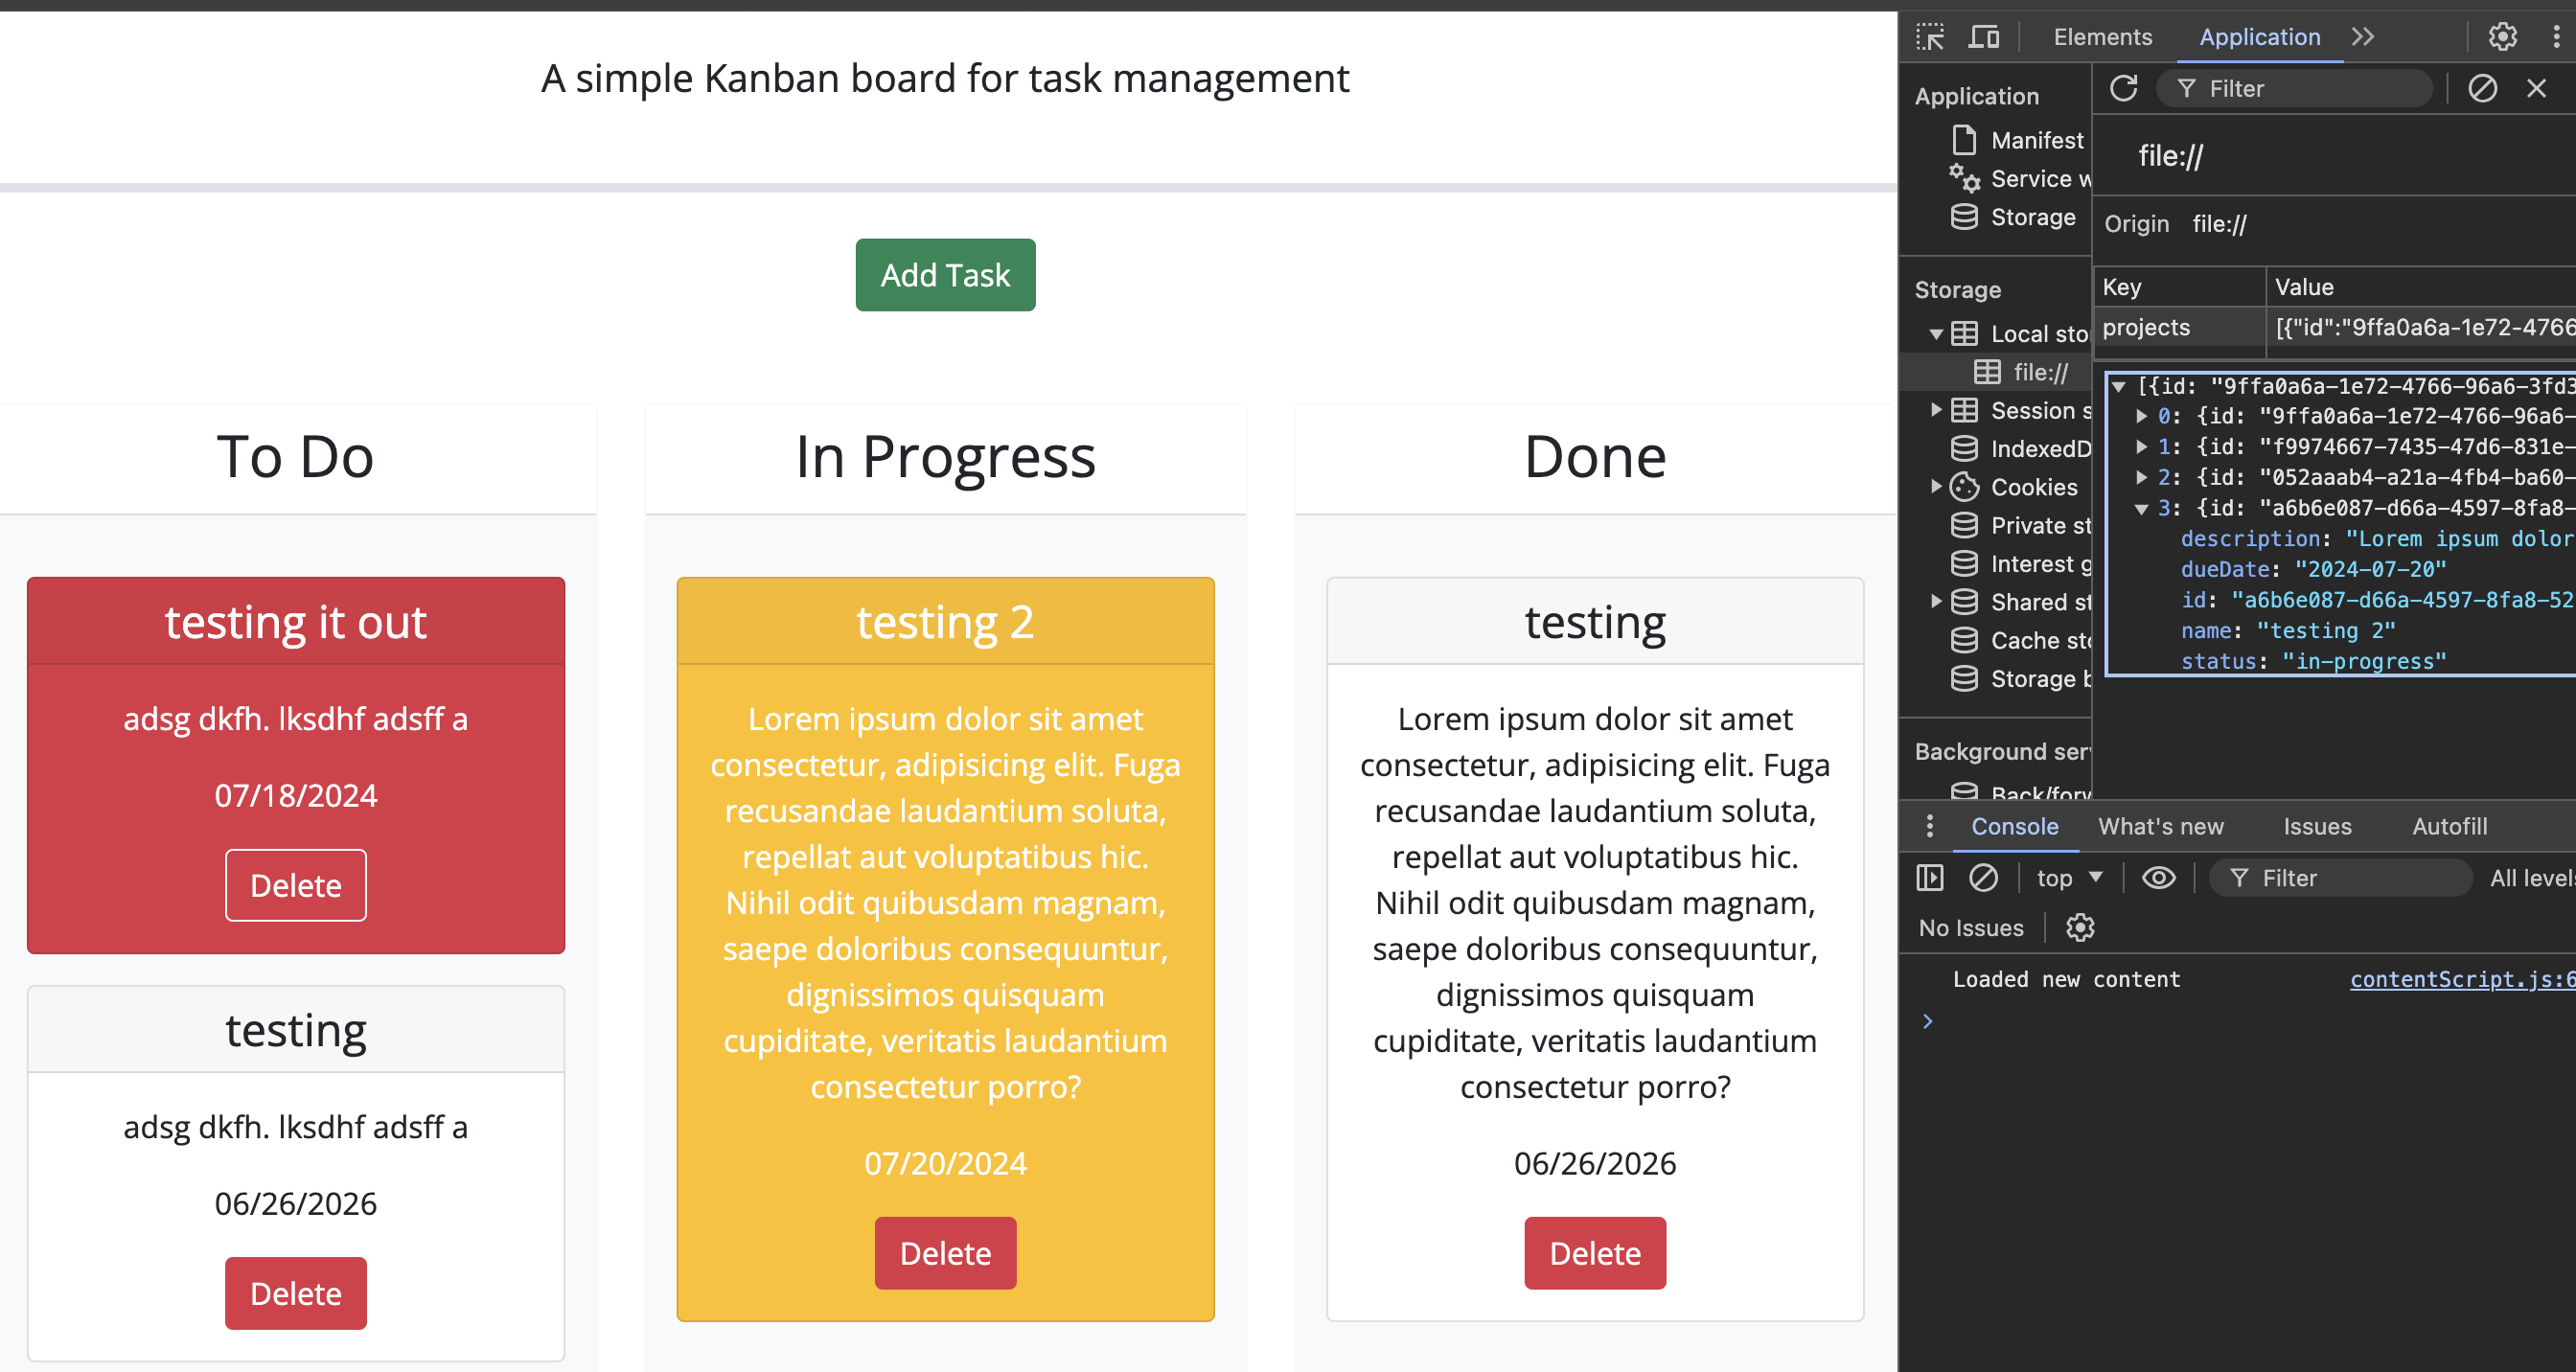 A simple Kanban board for task management
Add Task
To Do
testing it out
adsg dkfh. lksdhf adsff a
07/18/2024
Delete
testing
adsg dkfh. lksdhf adsff a
06/26/2026
Delete
In Progress
testing 2
Lorem ipsum dolor sit amet
consectetur, adipisicing elit. Fuga
recusandae laudantium soluta,
repellat aut voluptatibus hic.
Nihil odit quibusdam magnam,
saepe doloribus consequuntur,
dignissimos quisquam
cupiditate, veritatis laudantium
consectetur porro?
07/20/2024
Delete
Done
testing
Lorem ipsum dolor sit amet
consectetur, adipisicing elit. Fuga
recusandae laudantium soluta,
repellat aut voluptatibus hic.
Nihil odit quibusdam magnam,
saepe doloribus consequuntur,
dignissimos quisquam
cupiditate, veritatis laudantium
consectetur porro?
06/26/2026
Delete
Elements Application
Application
Manifest
Service w
Storage
Storage
Local sto
file://
Session s
IndexedD
Cookies
Private st
Interest g
Shared st
Cache sto
Storage b
Background ser
Back/forw
Filter
file://
Origin file://
Key Value
projects [{"id":"9ffa0a6a-1e72-4766
[{id: "9ffa0a6a-1e72-4766-96a6-3fd3
0: {id: "9ffa0a6a-1e72-4766-96a6-
1: {id: "f9974667-7435-47d6-831e-
2: {id: "052aaab4-a21a-4fb4-ba60-
3: {id: "a6b6e087-d66a-4597-8fa8-
description: "Lorem ipsum dolor
dueDate: "2024-07-20"
id: "a6b6e087-d66a-4597-8fa8-52
name: "testing 2"
status: "in-progress"
Console What's new Issues Autofill
top Filter All levels
No Issues
Loaded new content contentScript.js:6